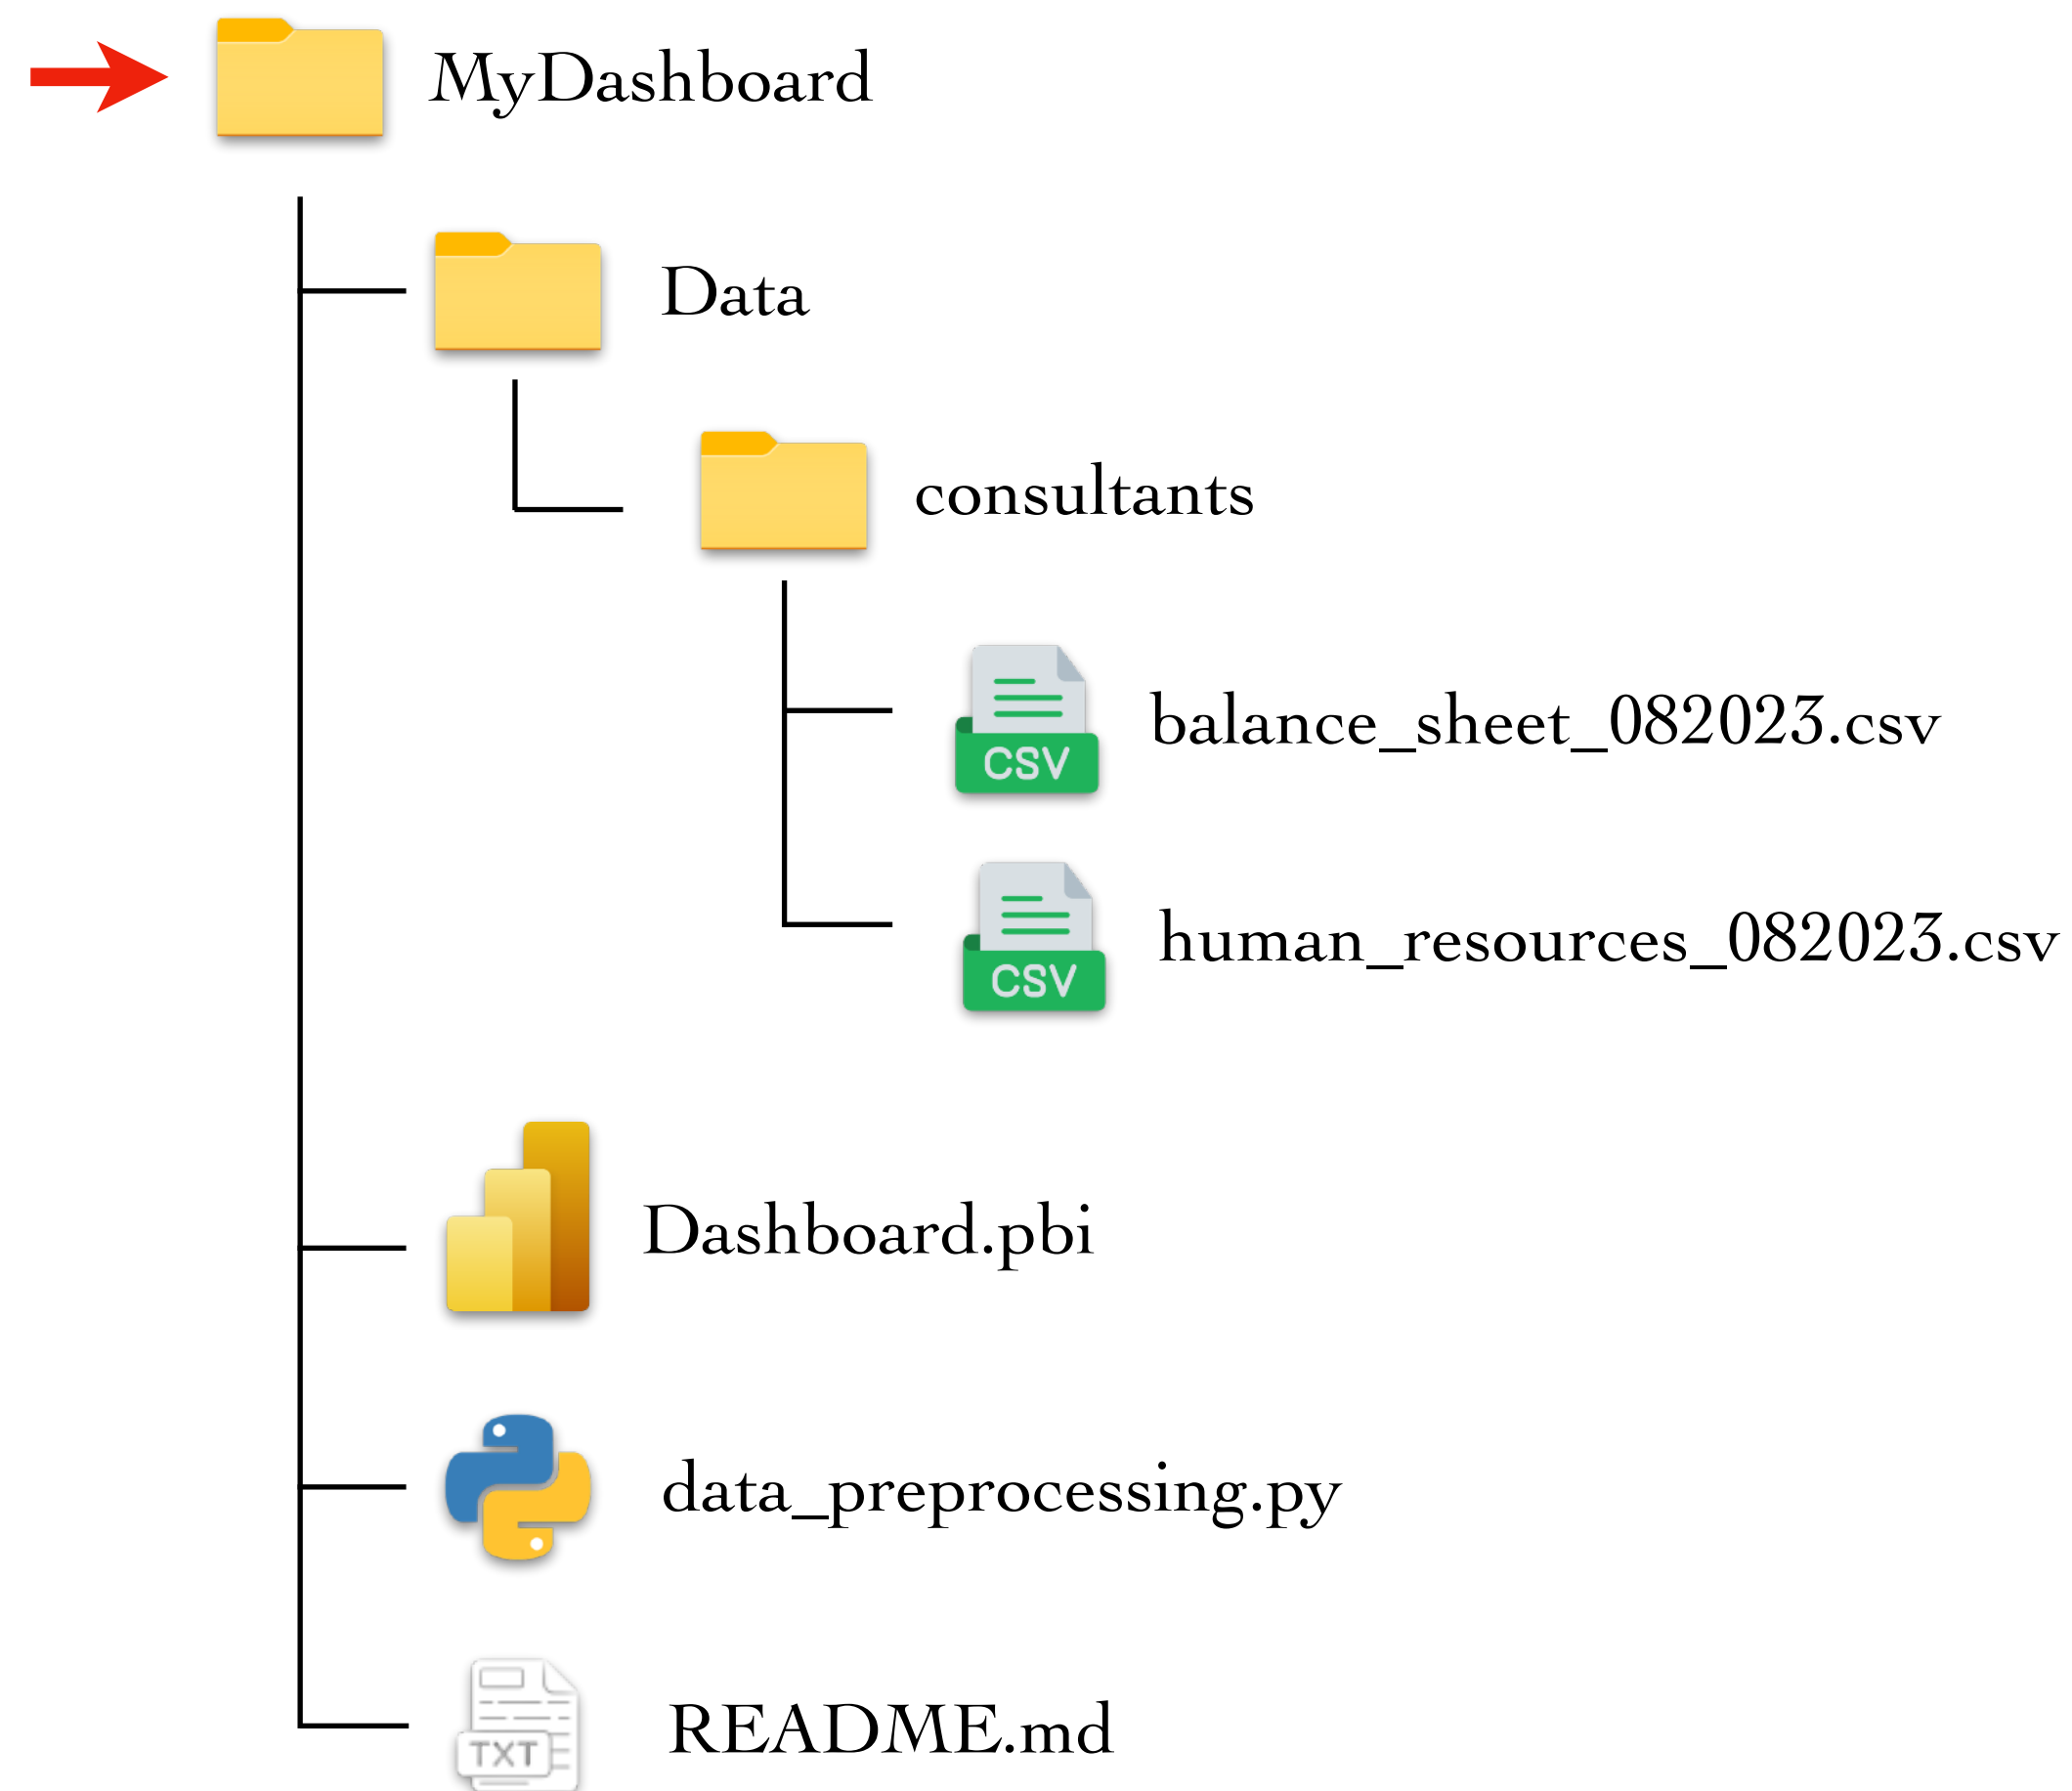 MyDashboard
Data
consultants
balance_sheet_082023.csv
CSV
human_resources_082023.csv
CSV
Dashboard.pbi
data_preprocessing.py
README.md
TXT